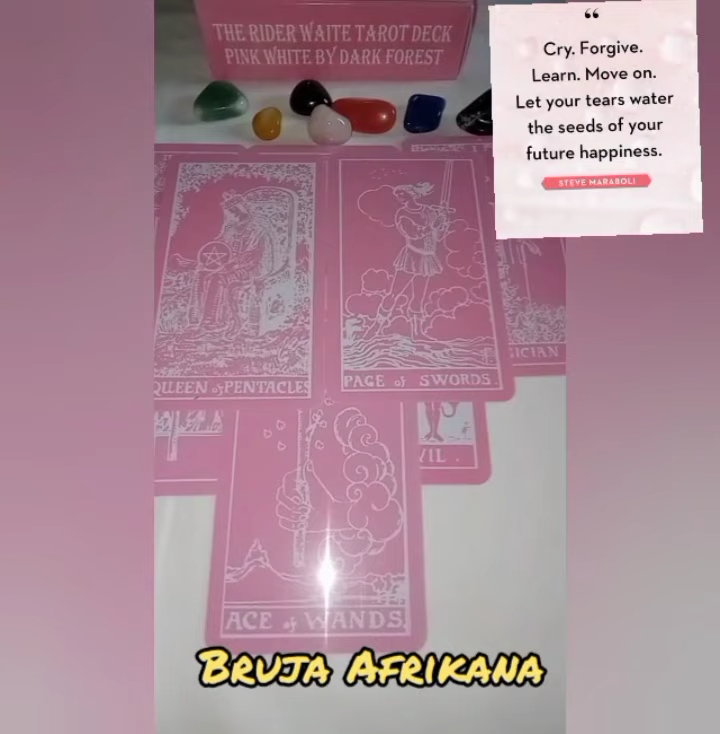 THE RIDER WAITE TAROT DECK
PINK WHITE BY DARK FOREST
“
Cry. Forgive.
Learn. Move on.
Let your tears water
the seeds of your
future happiness.
STEVE MARABOLI
QUEEN of PENTACLES
PAGE of SWORDS.
ICIAN
VIL.
ACE of WANDS.
BRUJA AFRIKANA